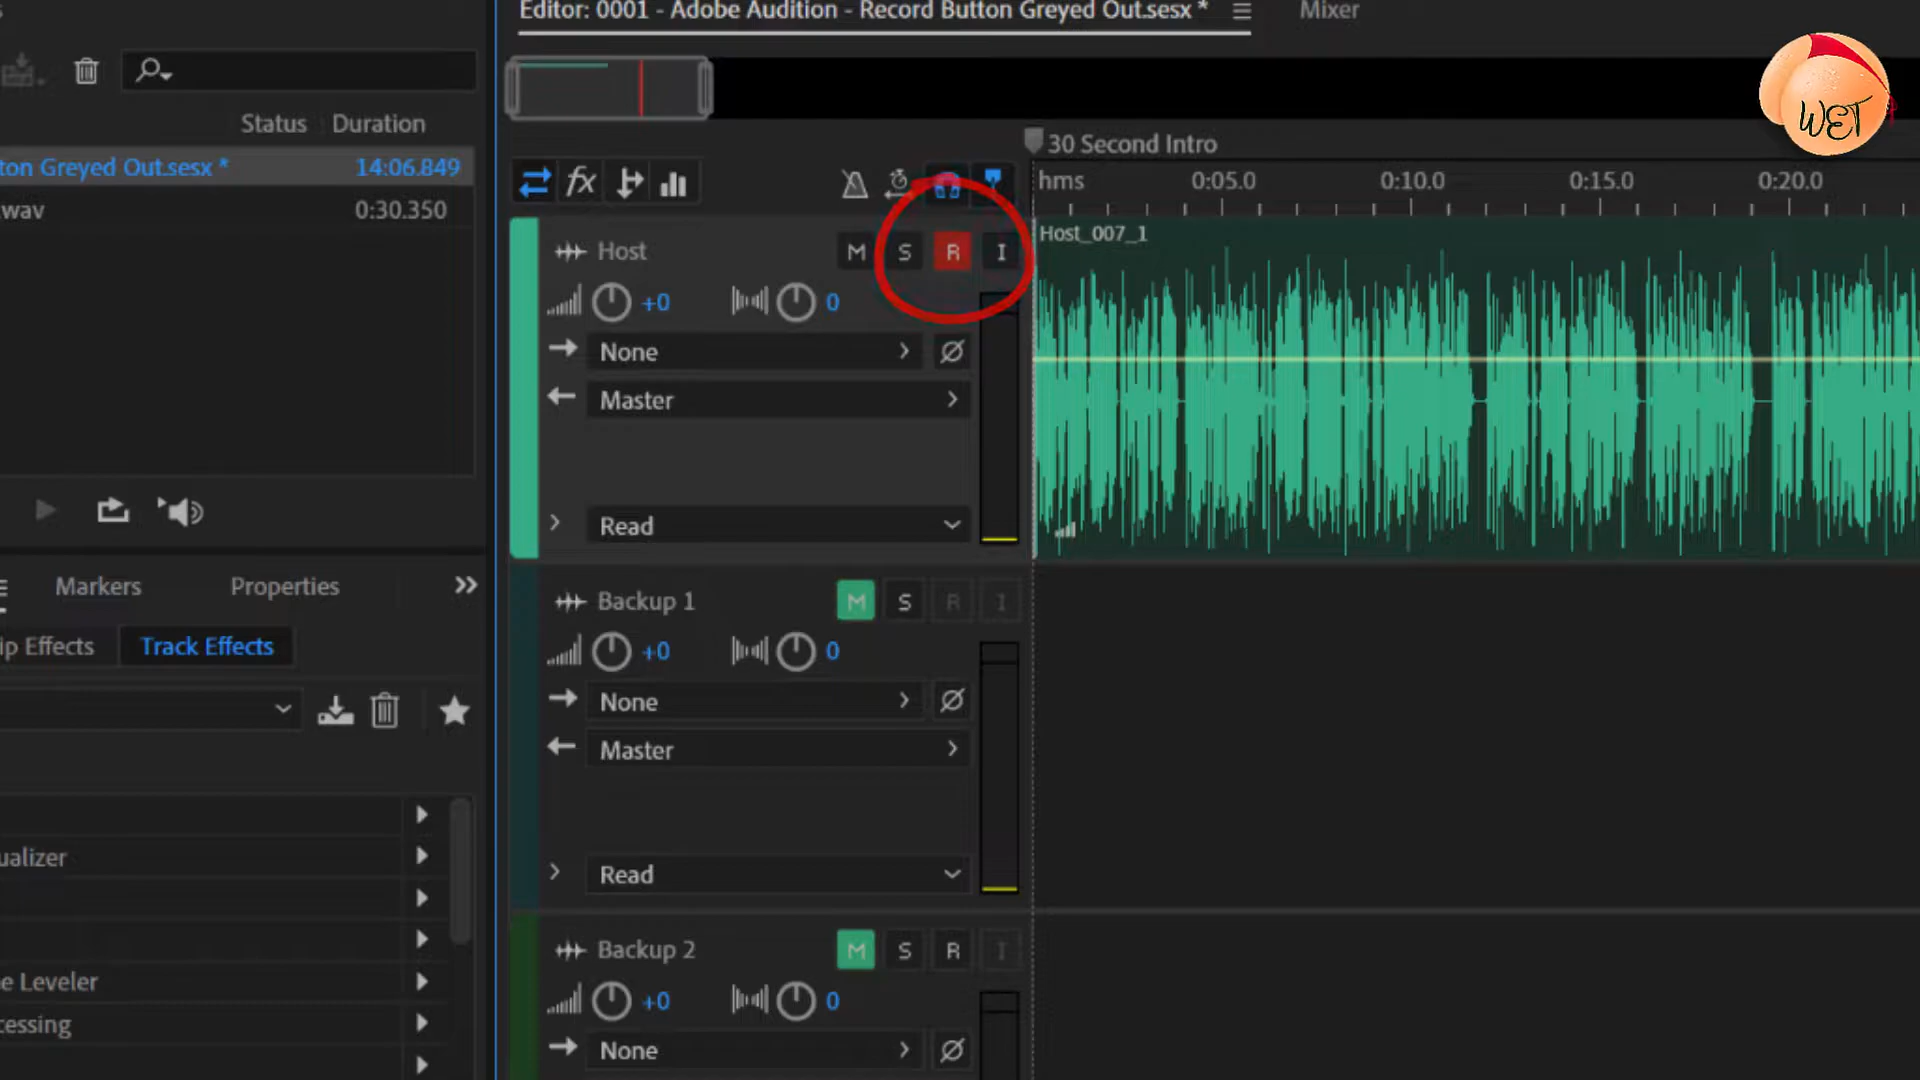 Editor: 0001 - Adobe Audition - Record Button Greyed Out.sesx *
Mixer
WET
Status Duration
ton Greyed Out.sesx * 14:06.849
.wav 0:30.350
30 Second Intro
hms 0:05.0 0:10.0 0:15.0 0:20.0
fx
Host M S R I
Host_007_1
+0 0
None
Master
Read
Markers Properties
ip Effects Track Effects
Backup 1 M S R I
+0 0
None
Master
Read
ualizer
e Leveler
cessing
Backup 2 M S R I
+0 0
None